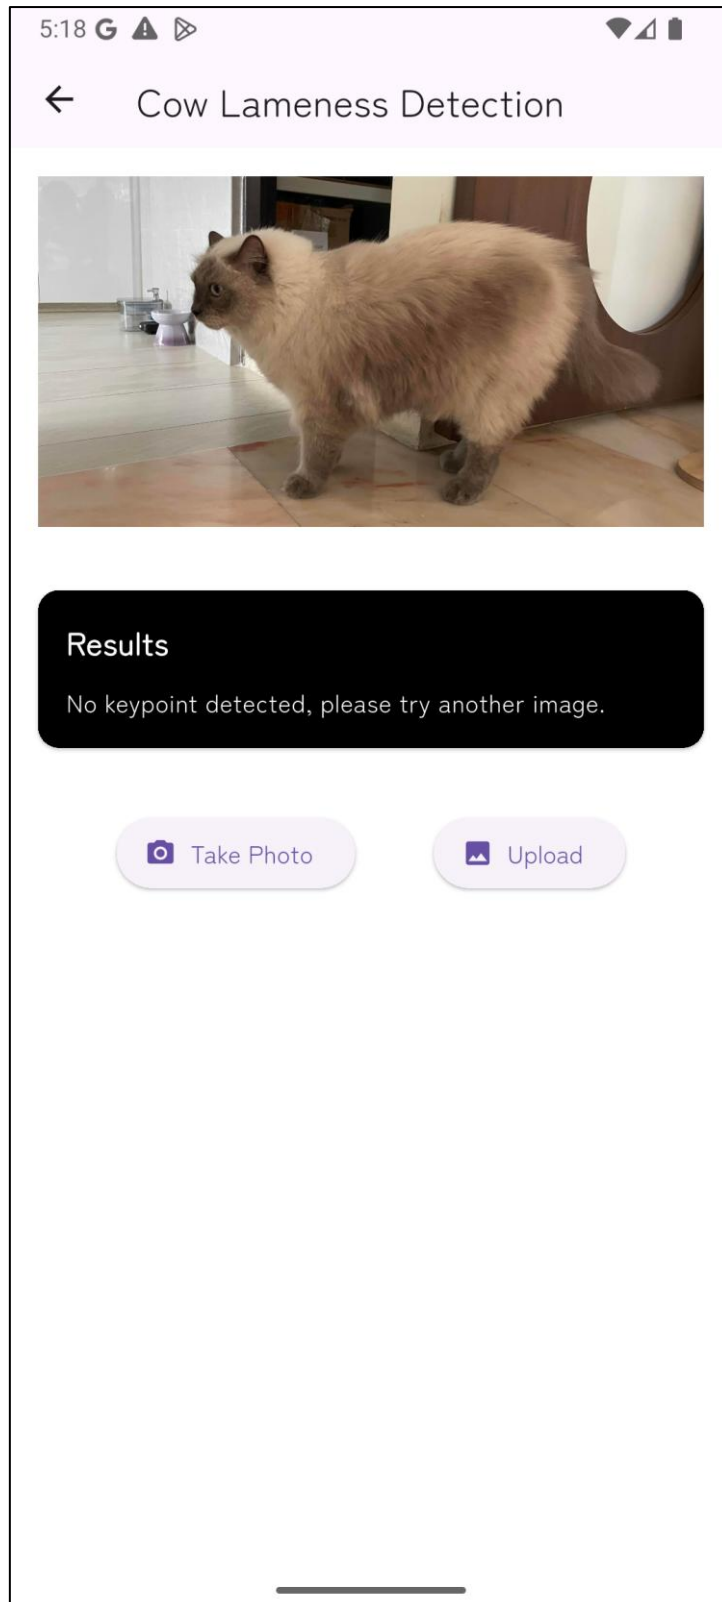 5:18 G
Cow Lameness Detection
Results
No keypoint detected, please try another image.
Take Photo
Upload